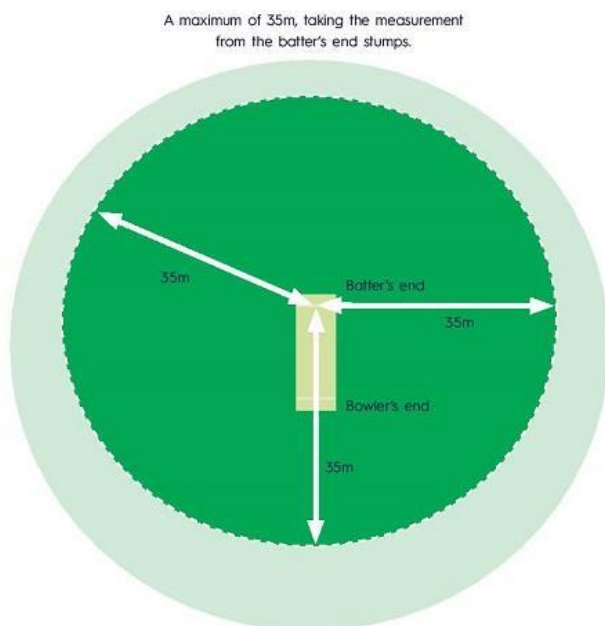 A maximum of 35m, taking the measurement
from the batter's end stumps.
35m
Batter's end
35m
Bowler's end
35m